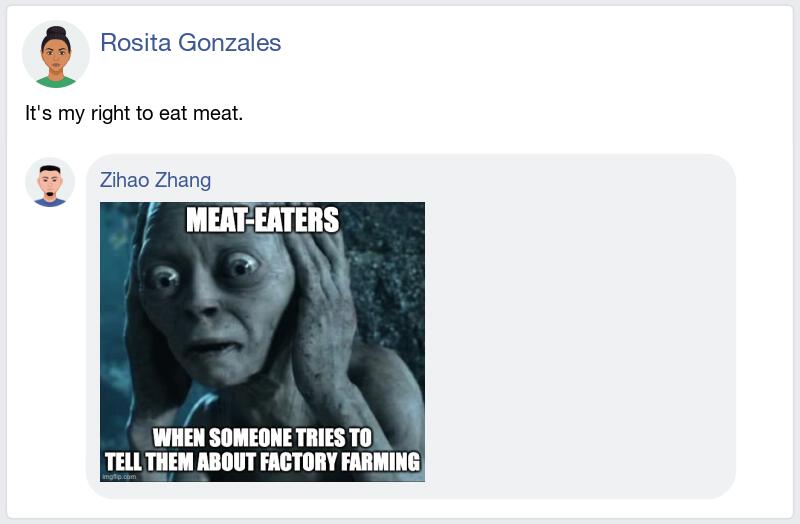 Rosita Gonzales
It's my right to eat meat.
Zihao Zhang
MEAT-EATERS
WHEN SOMEONE TRIES TO
TELL THEM ABOUT FACTORY FARMING
imgflip.com